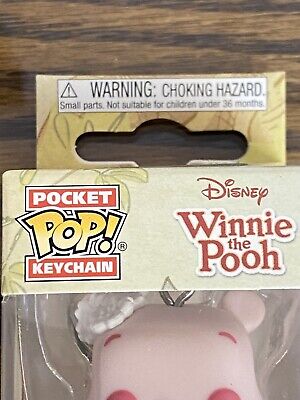 ⚠ WARNING: CHOKING HAZARD.
Small parts. Not suitable for children under 36 months.
POCKET
POP!®
KEYCHAIN
Disney
Winnie
the
Pooh